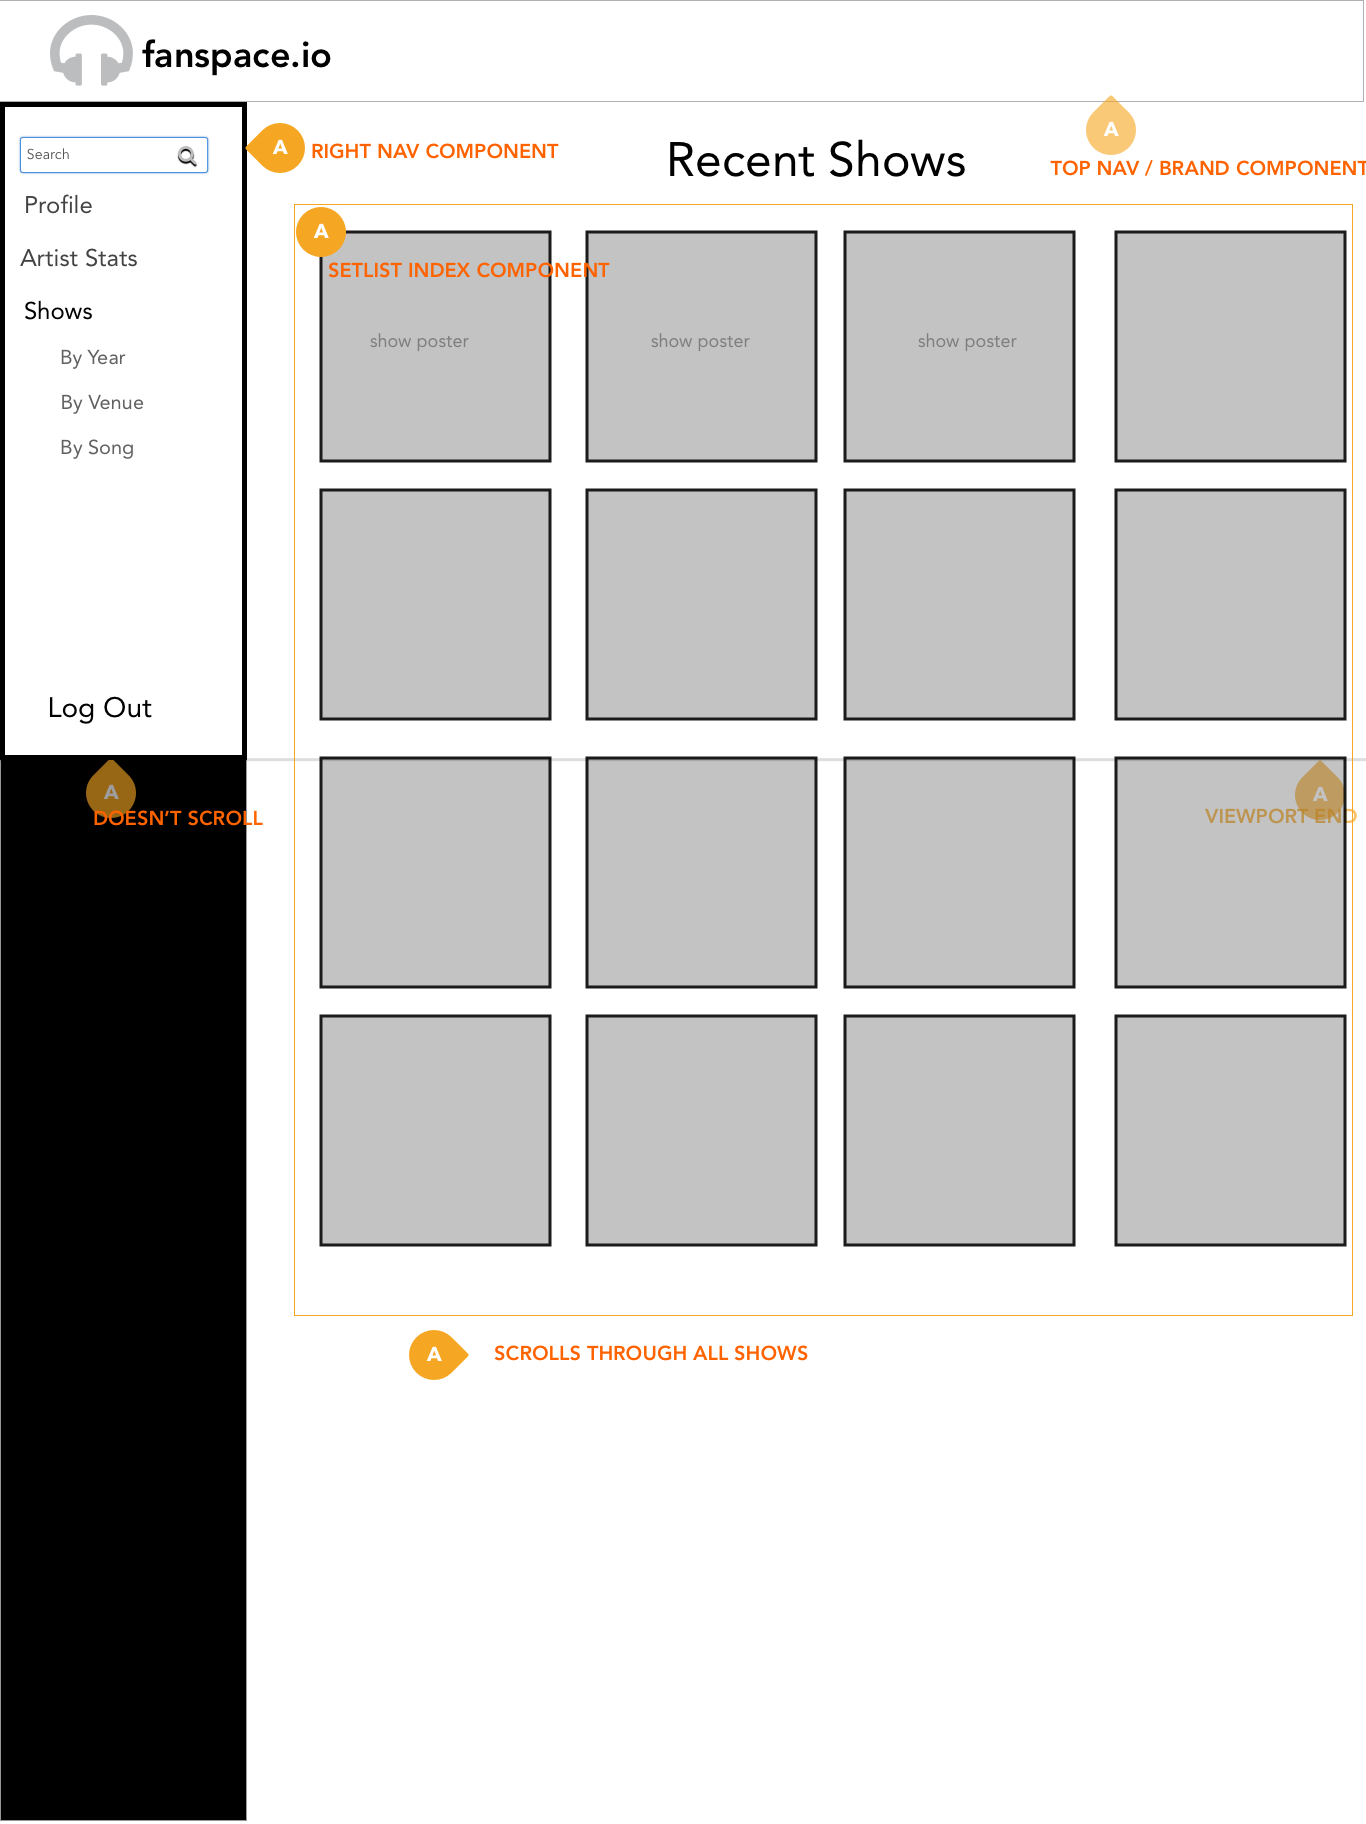 fanspace.io
A
TOP NAV / BRAND COMPONENT
Search
A
RIGHT NAV COMPONENT
Recent Shows
Profile
Artist Stats
Shows
By Year
By Venue
By Song
Log Out
A
SETLIST INDEX COMPONENT
show poster
show poster
show poster
A
DOESN'T SCROLL
A
VIEWPORT END
A
SCROLLS THROUGH ALL SHOWS